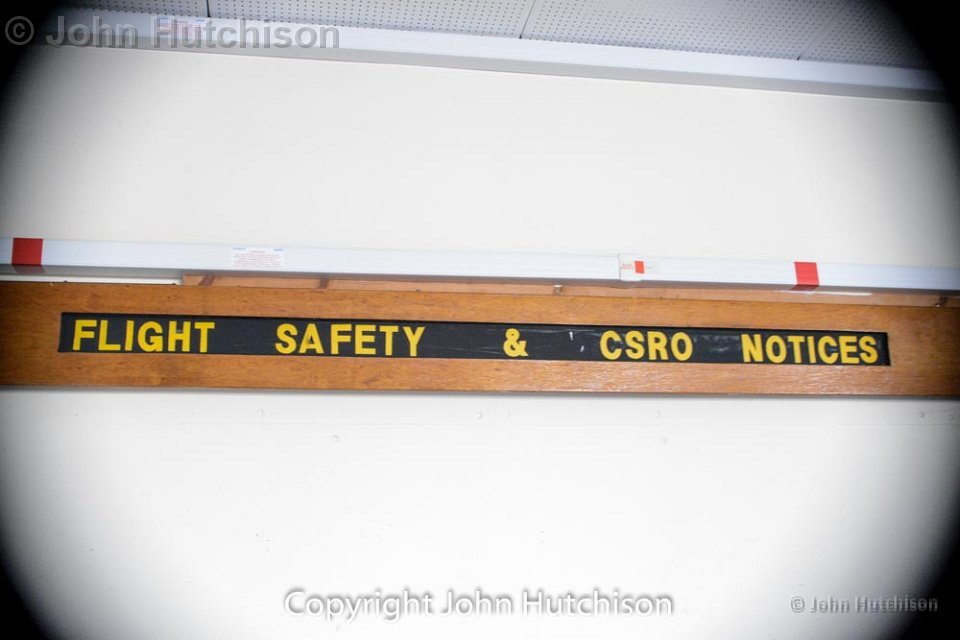 © John Hutchison
FLIGHT SAFETY & CSRO NOTICES
Copyright John Hutchison
© John Hutchison